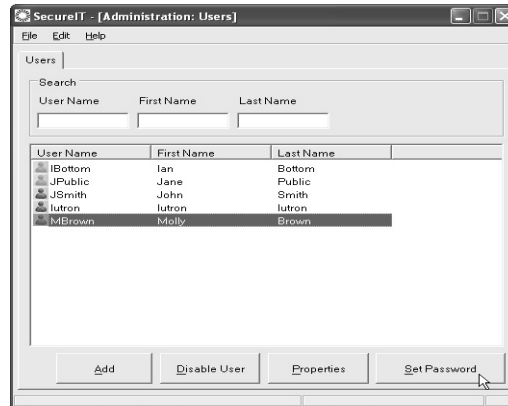 SecureIT - [Administration: Users]
File Edit Help
Users
Search
User Name First Name Last Name
User Name First Name Last Name
IBottom Ian Bottom
JPublic Jane Public
JSmith John Smith
lutron lutron lutron
MBrown Molly Brown
Add Disable User Properties Set Password